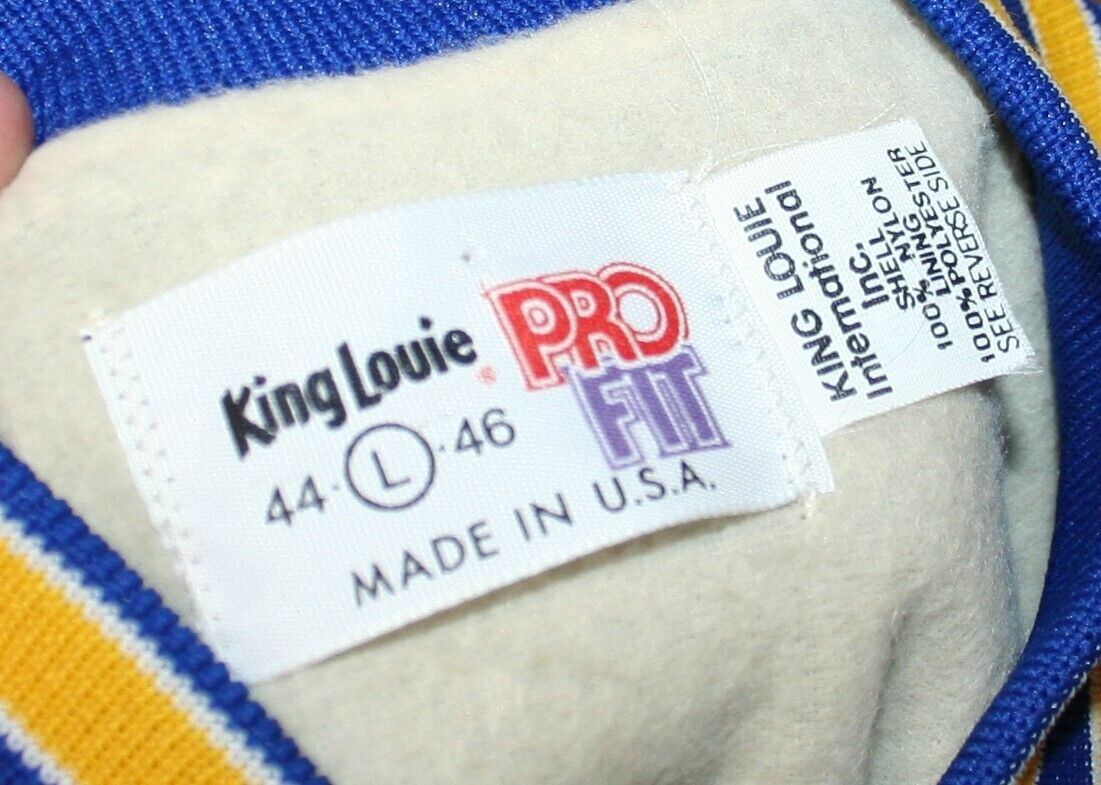 King Louie® PRO
FIT
44·L·46
MADE IN U.S.A.
KING LOUIE
International
Inc.
SHELL
100% NYLON
LINING
100% POLYESTER
SEE REVERSE SIDE